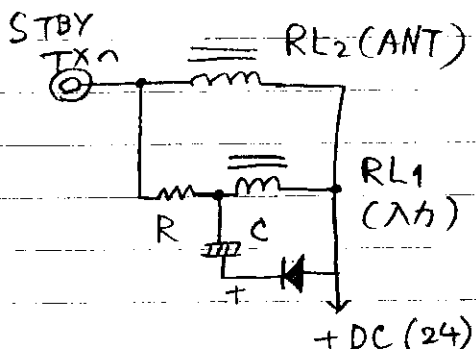 STBY
TXへ
RL2 (ANT)
RL1
(入力)
R
C
+
+DC (24)